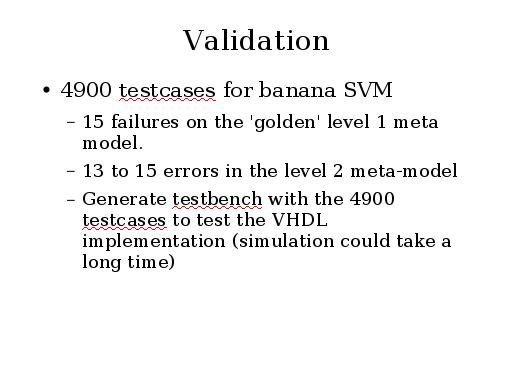 Validation
• 4900 testcases for banana SVM
– 15 failures on the 'golden' level 1 meta
model.
– 13 to 15 errors in the level 2 meta-model
– Generate testbench with the 4900
testcases to test the VHDL
implementation (simulation could take a
long time)